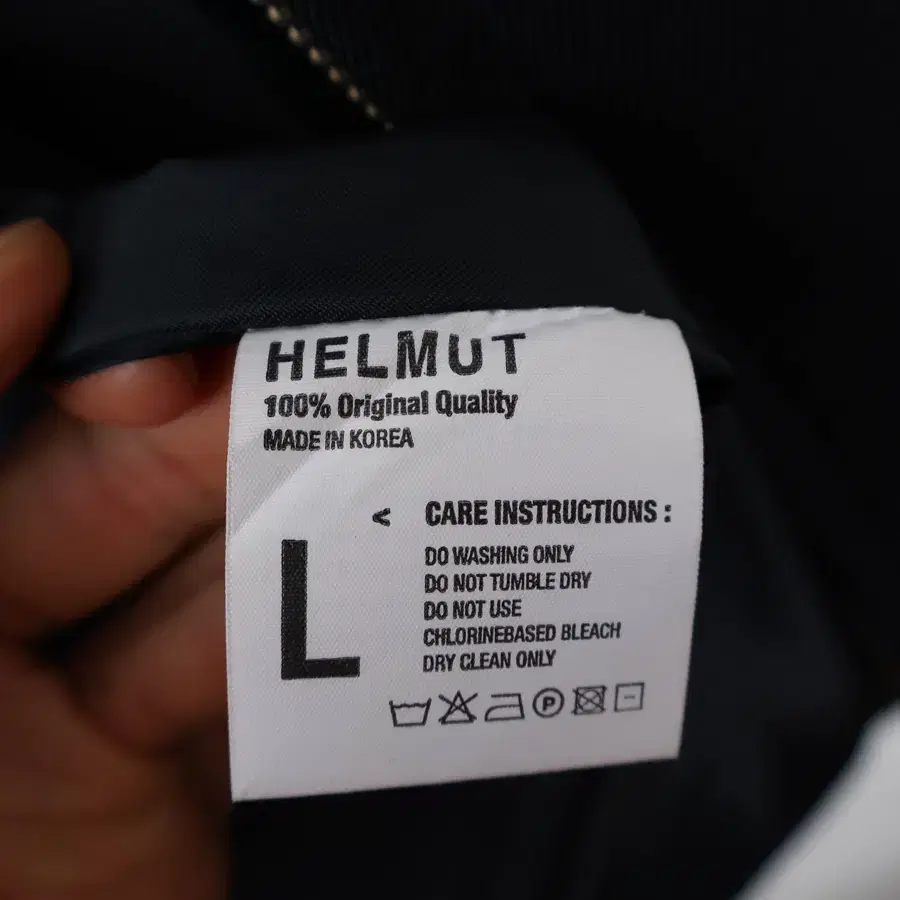 HELMUT
100% Original Quality
MADE IN KOREA
< CARE INSTRUCTIONS :
L
DO WASHING ONLY
DO NOT TUMBLE DRY
DO NOT USE
CHLORINEBASED BLEACH
DRY CLEAN ONLY
P